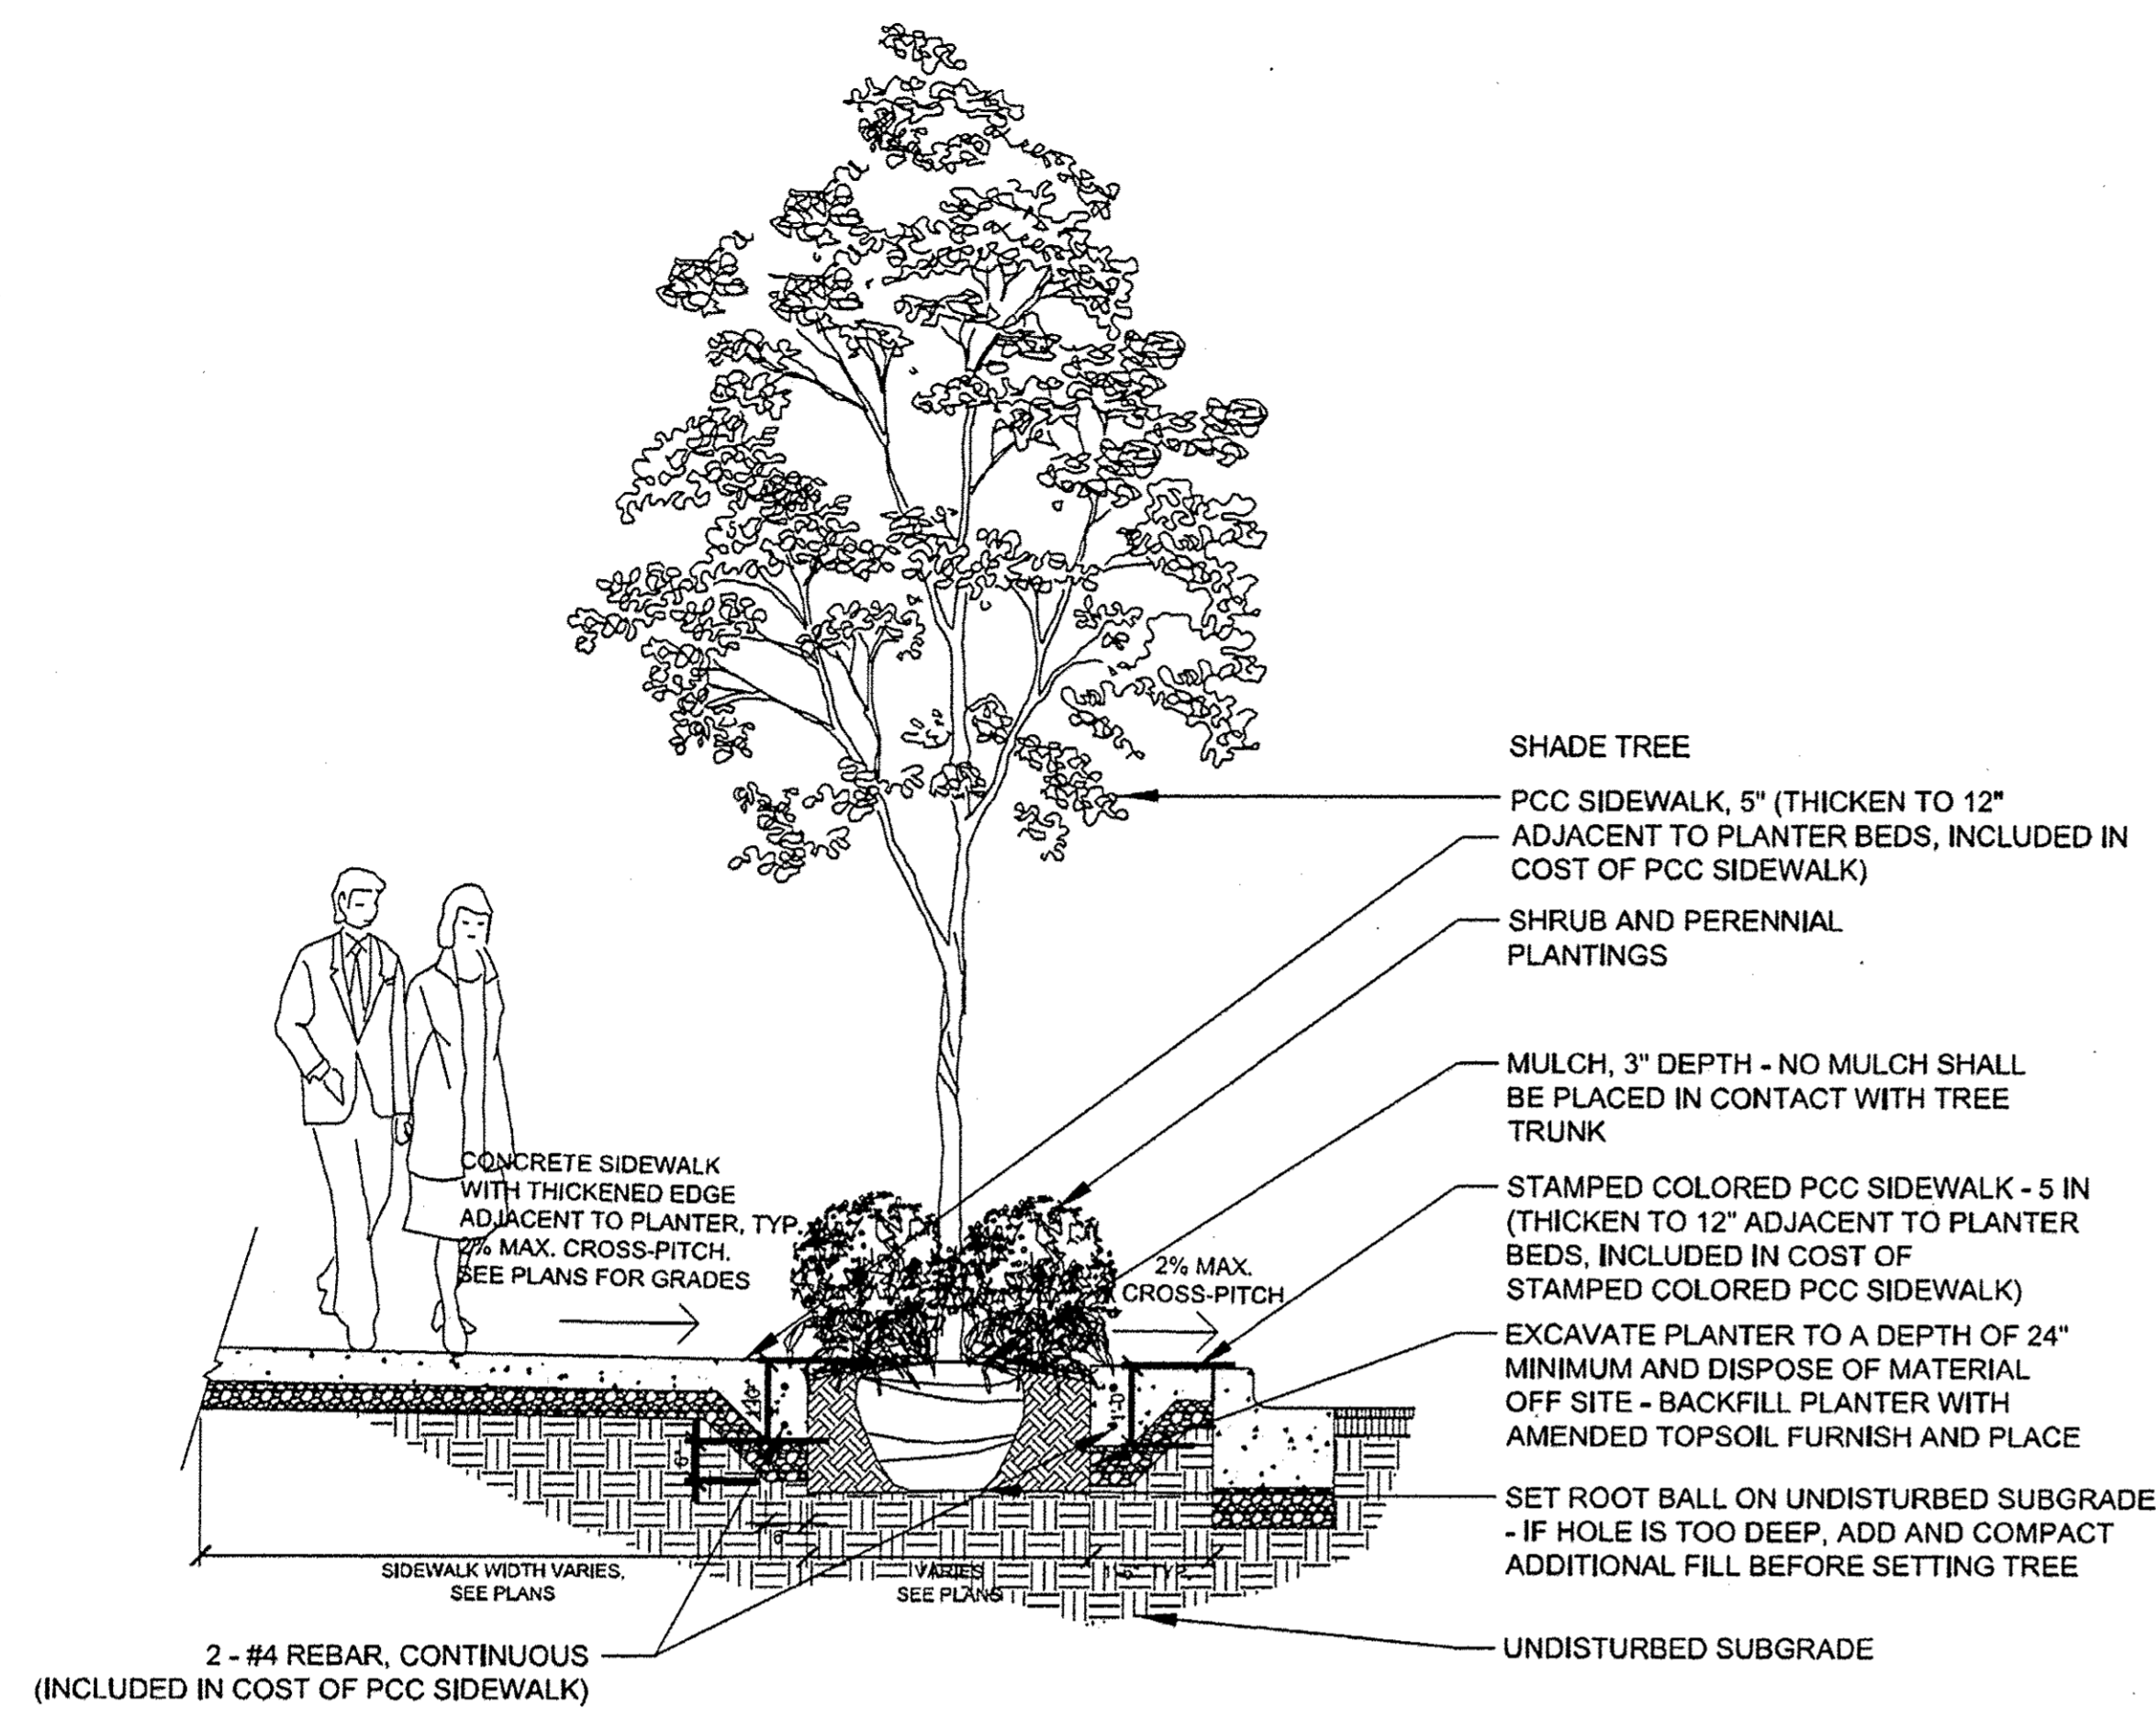 SHADE TREE
PCC SIDEWALK, 5" (THICKEN TO 12"
ADJACENT TO PLANTER BEDS, INCLUDED IN
COST OF PCC SIDEWALK)
SHRUB AND PERENNIAL
PLANTINGS
MULCH, 3" DEPTH - NO MULCH SHALL
BE PLACED IN CONTACT WITH TREE
TRUNK
STAMPED COLORED PCC SIDEWALK - 5 IN
(THICKEN TO 12" ADJACENT TO PLANTER
BEDS, INCLUDED IN COST OF
STAMPED COLORED PCC SIDEWALK)
EXCAVATE PLANTER TO A DEPTH OF 24"
MINIMUM AND DISPOSE OF MATERIAL
OFF SITE - BACKFILL PLANTER WITH
AMENDED TOPSOIL FURNISH AND PLACE
SET ROOT BALL ON UNDISTURBED SUBGRADE
- IF HOLE IS TOO DEEP, ADD AND COMPACT
ADDITIONAL FILL BEFORE SETTING TREE
UNDISTURBED SUBGRADE
CONCRETE SIDEWALK
WITH THICKENED EDGE
ADJACENT TO PLANTER, TYP.
2% MAX. CROSS-PITCH.
SEE PLANS FOR GRADES
2% MAX.
CROSS-PITCH
SIDEWALK WIDTH VARIES,
SEE PLANS
VARIES
SEE PLANS
TYP.
2 - #4 REBAR, CONTINUOUS
(INCLUDED IN COST OF PCC SIDEWALK)